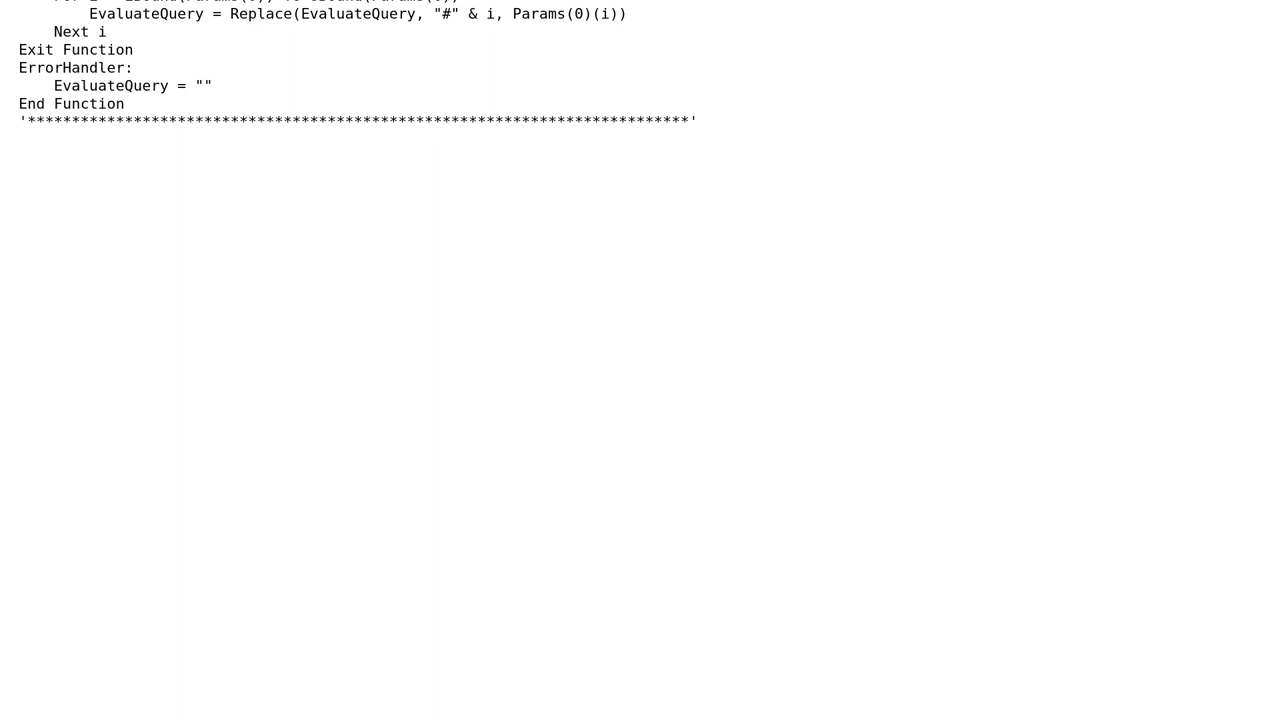 EvaluateQuery = Replace(EvaluateQuery, "#" & i, Params(0)(i))
    Next i
Exit Function
ErrorHandler:
    EvaluateQuery = ""
End Function
'***************************************************************************'